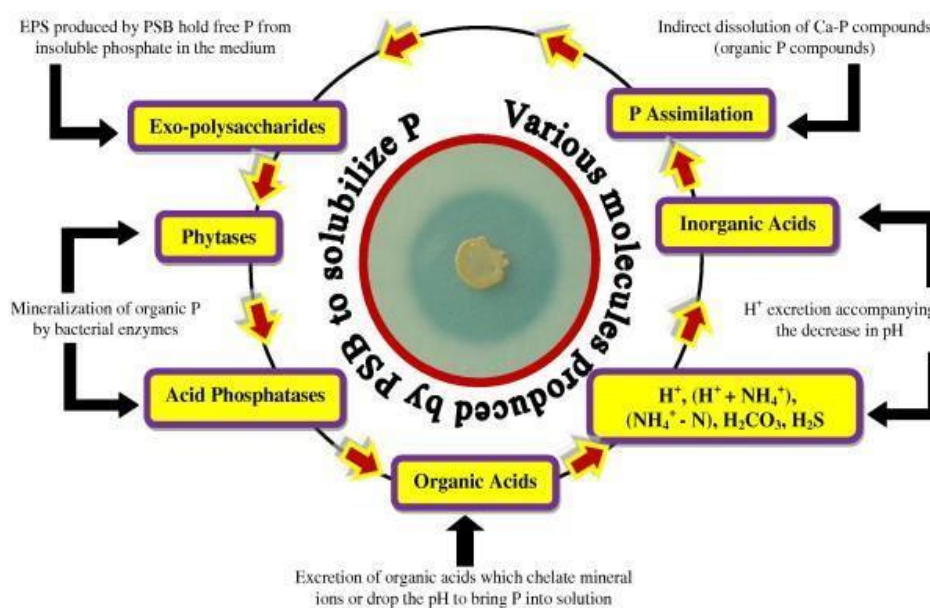 EPS produced by PSB hold free P from
insoluble phosphate in the medium
Indirect dissolution of Ca-P compounds
(organic P compounds)
Exo-polysaccharides
P Assimilation
Various molecules produced by PSB to solubilize P
Phytases
Inorganic Acids
Mineralization of organic P
by bacterial enzymes
H⁺ excretion accompanying
the decrease in pH
Acid Phosphatases
H⁺, (H⁺ + NH₄⁺),
(NH₄⁺ - N), H₂CO₃, H₂S
Organic Acids
Excretion of organic acids which chelate mineral
ions or drop the pH to bring P into solution